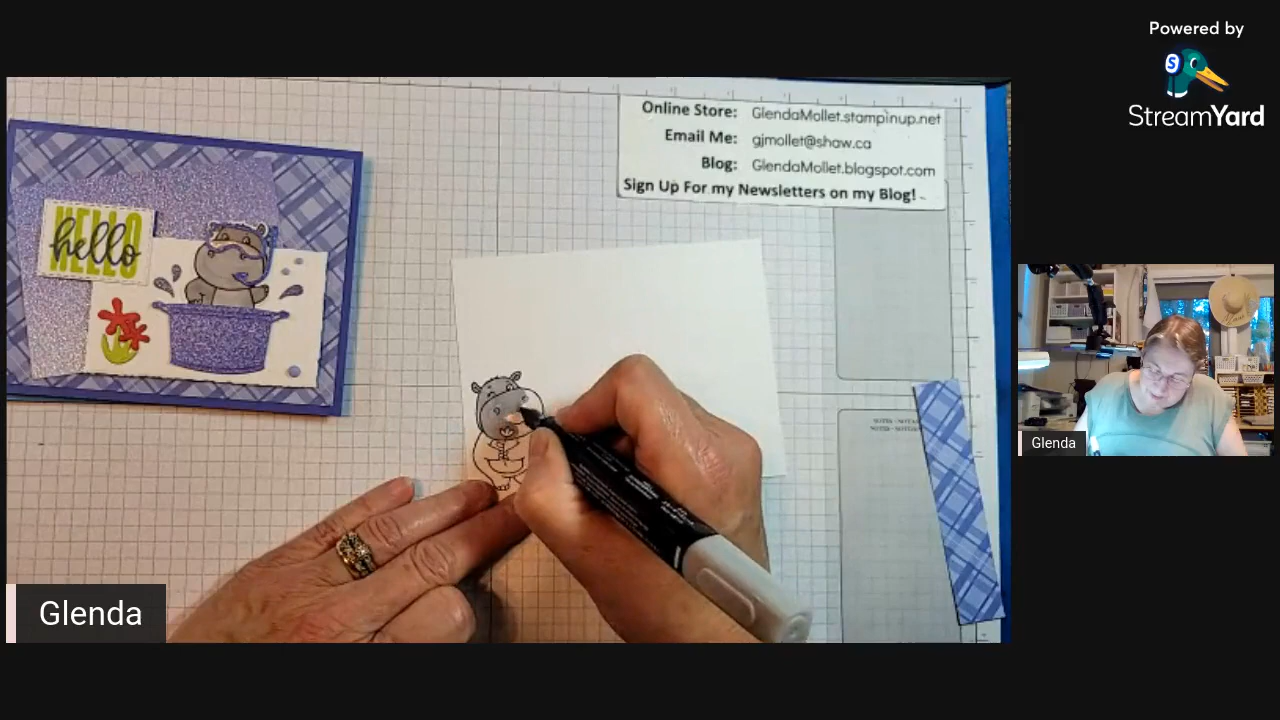 Powered by
S
StreamYard
Online Store: GlendaMollet.stampinup.net
Email Me: gjmollet@shaw.ca
Blog: GlendaMollet.blogspot.com
Sign Up For my Newsletters on my Blog!
HELLO
hello
Glenda
Glenda